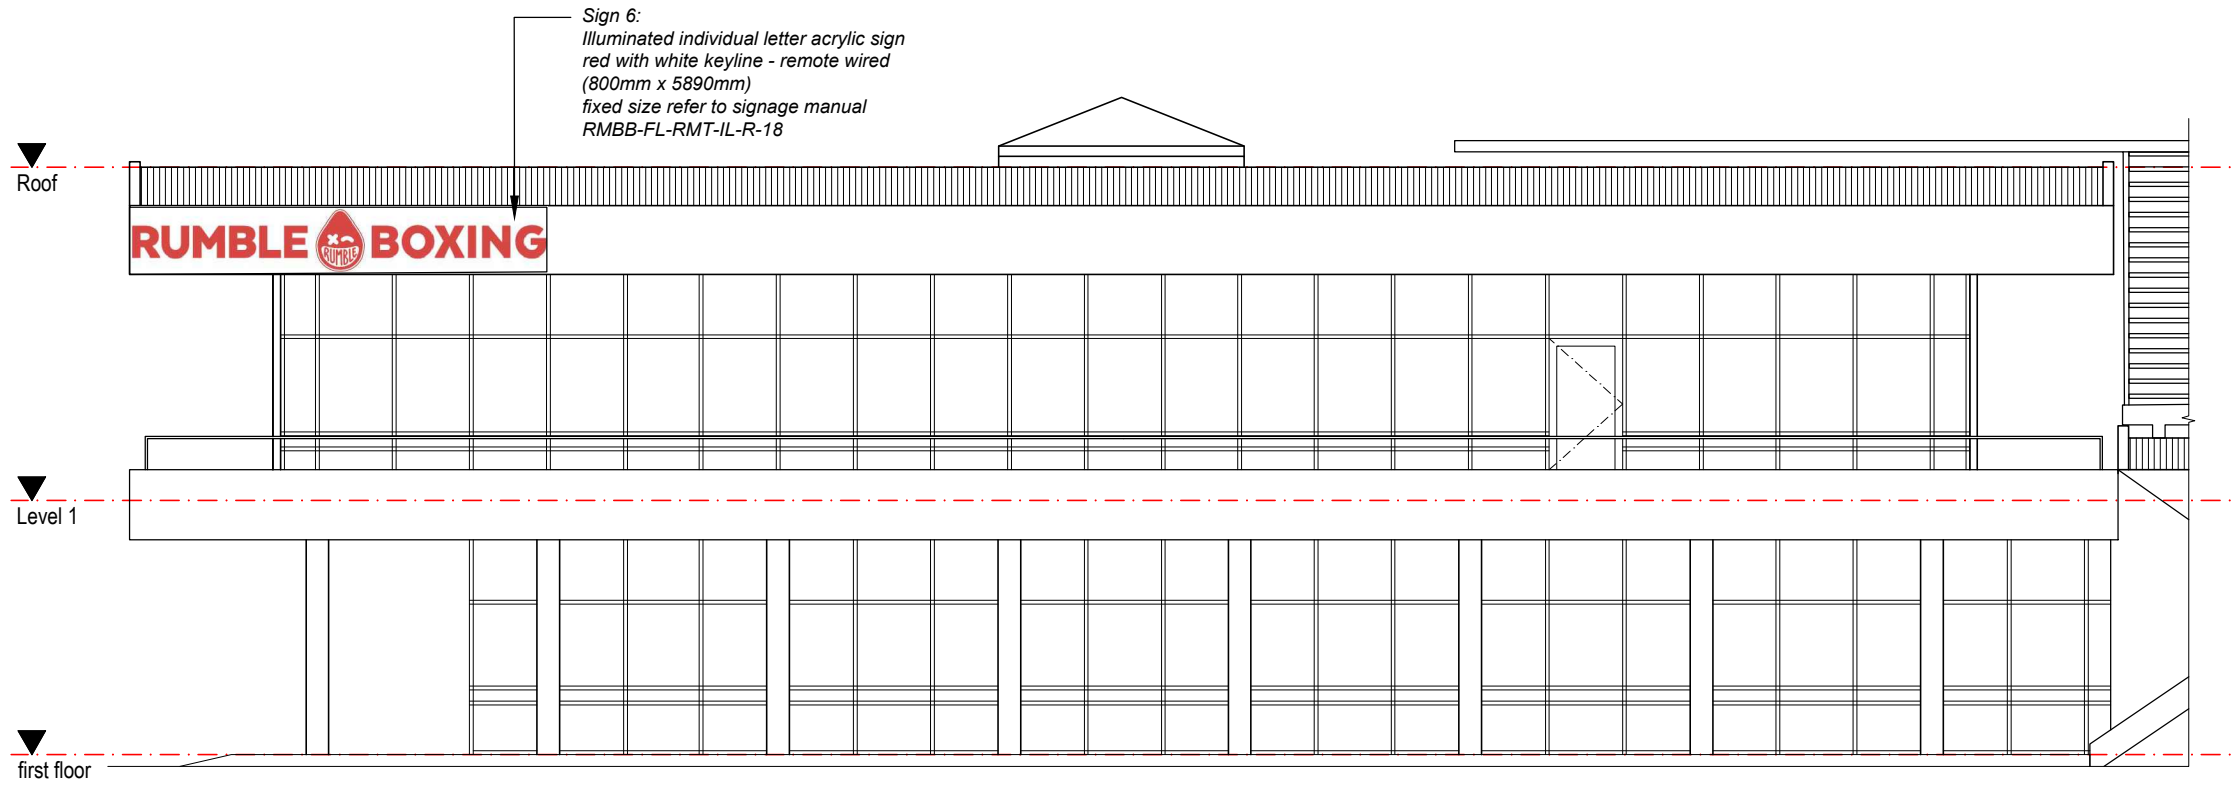 Sign 6:
Illuminated individual letter acrylic sign
red with white keyline - remote wired
(800mm x 5890mm)
fixed size refer to signage manual
RMBB-FL-RMT-IL-R-18
Roof
RUMBLE RUMBLE BOXING
Level 1
first floor